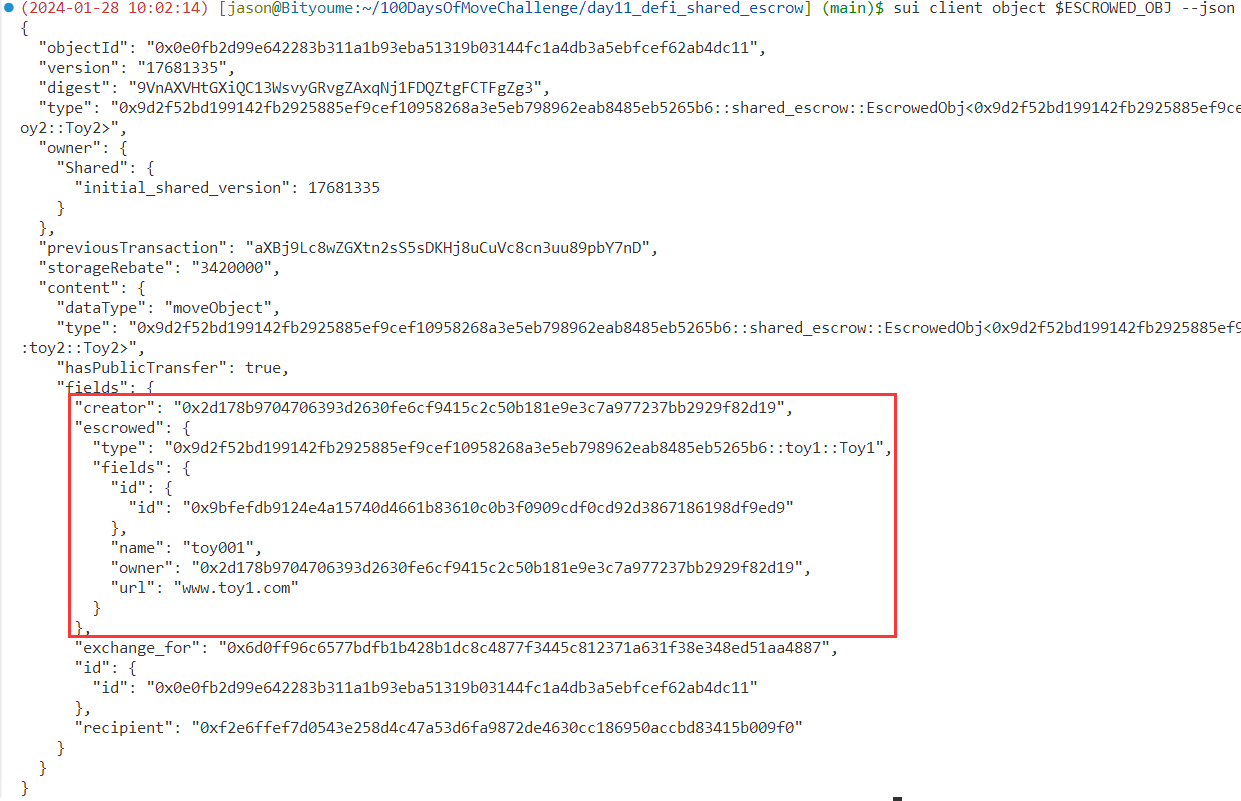 (2024-01-28 10:02:14) [jason@Bityoume:~/100DaysOfMoveChallenge/day11_defi_shared_escrow] (main)$ sui client object $ESCROWED_OBJ --json
{
  "objectId": "0x0e0fb2d99e642283b311a1b93eba51319b03144fc1a4db3a5ebfcef62ab4dc11",
  "version": "17681335",
  "digest": "9VnAXVHtGXiQC13WsvyGRvgZAxqNj1FDQZtgFCTFgZg3",
  "type": "0x9d2f52bd199142fb2925885ef9cef10958268a3e5eb798962eab8485eb5265b6::shared_escrow::EscrowedObj<0x9d2f52bd199142fb2925885ef9ce
oy2::Toy2>",
  "owner": {
    "Shared": {
      "initial_shared_version": 17681335
    }
  },
  "previousTransaction": "aXBj9Lc8wZGXtn2sS5sDKHj8uCuVc8cn3uu89pbY7nD",
  "storageRebate": "3420000",
  "content": {
    "dataType": "moveObject",
    "type": "0x9d2f52bd199142fb2925885ef9cef10958268a3e5eb798962eab8485eb5265b6::shared_escrow::EscrowedObj<0x9d2f52bd199142fb2925885ef9
:toy2::Toy2>",
    "hasPublicTransfer": true,
    "fields": {
      "creator": "0x2d178b9704706393d2630fe6cf9415c2c50b181e9e3c7a977237bb2929f82d19",
      "escrowed": {
        "type": "0x9d2f52bd199142fb2925885ef9cef10958268a3e5eb798962eab8485eb5265b6::toy1::Toy1",
        "fields": {
          "id": {
            "id": "0x9bfefdb9124e4a15740d4661b83610c0b3f0909cdf0cd92d3867186198df9ed9"
          },
          "name": "toy001",
          "owner": "0x2d178b9704706393d2630fe6cf9415c2c50b181e9e3c7a977237bb2929f82d19",
          "url": "www.toy1.com"
        }
      },
      "exchange_for": "0x6d0ff96c6577bdfb1b428b1dc8c4877f3445c812371a631f38e348ed51aa4887",
      "id": {
        "id": "0x0e0fb2d99e642283b311a1b93eba51319b03144fc1a4db3a5ebfcef62ab4dc11"
      },
      "recipient": "0xf2e6ffef7d0543e258d4c47a53d6fa9872de4630cc186950accbd83415b009f0"
    }
  }
}